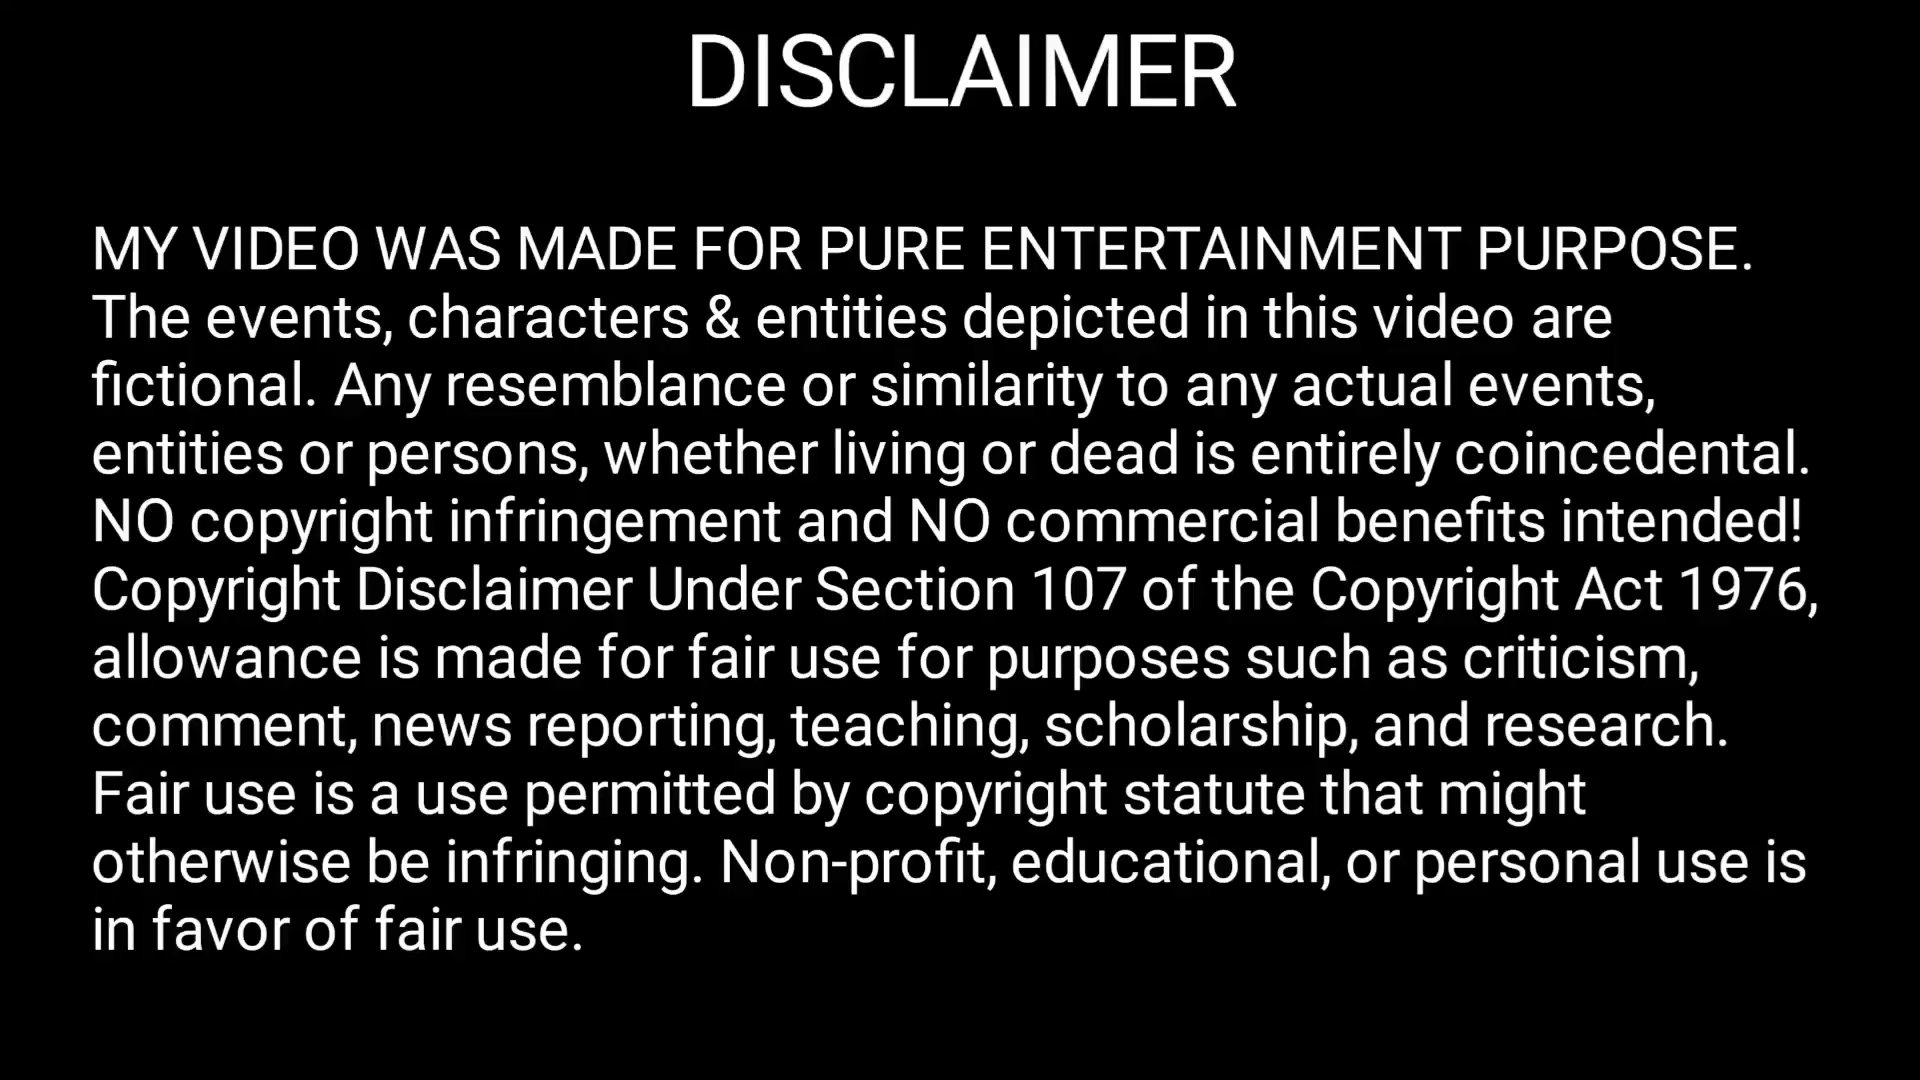 DISCLAIMER
MY VIDEO WAS MADE FOR PURE ENTERTAINMENT PURPOSE.
The events, characters & entities depicted in this video are
fictional. Any resemblance or similarity to any actual events,
entities or persons, whether living or dead is entirely coincedental.
NO copyright infringement and NO commercial benefits intended!
Copyright Disclaimer Under Section 107 of the Copyright Act 1976,
allowance is made for fair use for purposes such as criticism,
comment, news reporting, teaching, scholarship, and research.
Fair use is a use permitted by copyright statute that might
otherwise be infringing. Non-profit, educational, or personal use is
in favor of fair use.